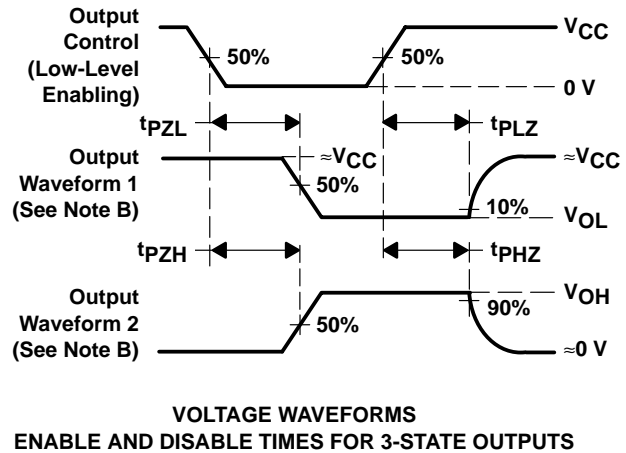 Output
Control
(Low-Level
Enabling)
50%
50%
VCC
0 V
tPZL
tPLZ
Output
Waveform 1
(See Note B)
≈VCC
50%
≈VCC
10%
VOL
tPZH
tPHZ
Output
Waveform 2
(See Note B)
50%
VOH
90%
≈0 V
VOLTAGE WAVEFORMS
ENABLE AND DISABLE TIMES FOR 3-STATE OUTPUTS